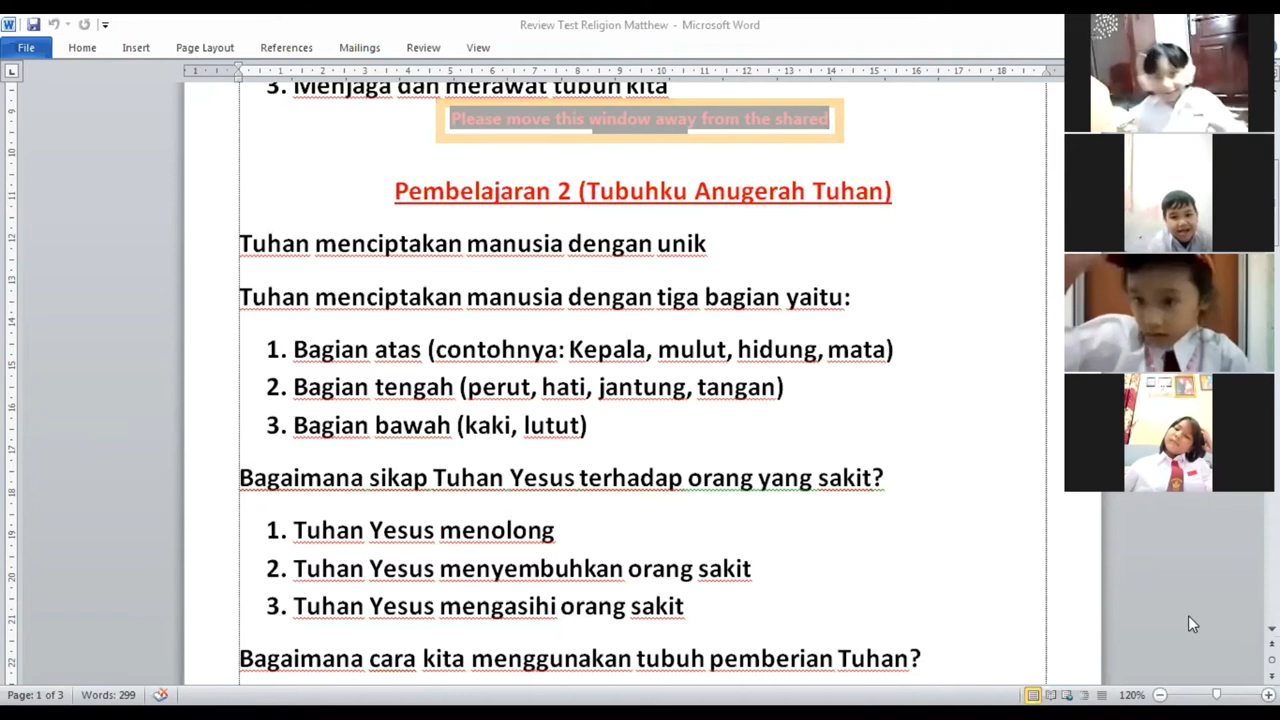 Review Test Religion Matthew - Microsoft Word
File Home Insert Page Layout References Mailings Review View
3. Menjaga dan merawat tubuh kita
Please move this window away from the shared
Pembelajaran 2 (Tubuhku Anugerah Tuhan)
Tuhan menciptakan manusia dengan unik
Tuhan menciptakan manusia dengan tiga bagian yaitu:
1. Bagian atas (contohnya: Kepala, mulut, hidung, mata)
2. Bagian tengah (perut, hati, jantung, tangan)
3. Bagian bawah (kaki, lutut)
Bagaimana sikap Tuhan Yesus terhadap orang yang sakit?
1. Tuhan Yesus menolong
2. Tuhan Yesus menyembuhkan orang sakit
3. Tuhan Yesus mengasihi orang sakit
Bagaimana cara kita menggunakan tubuh pemberian Tuhan?
Page: 1 of 3 Words: 299 120%